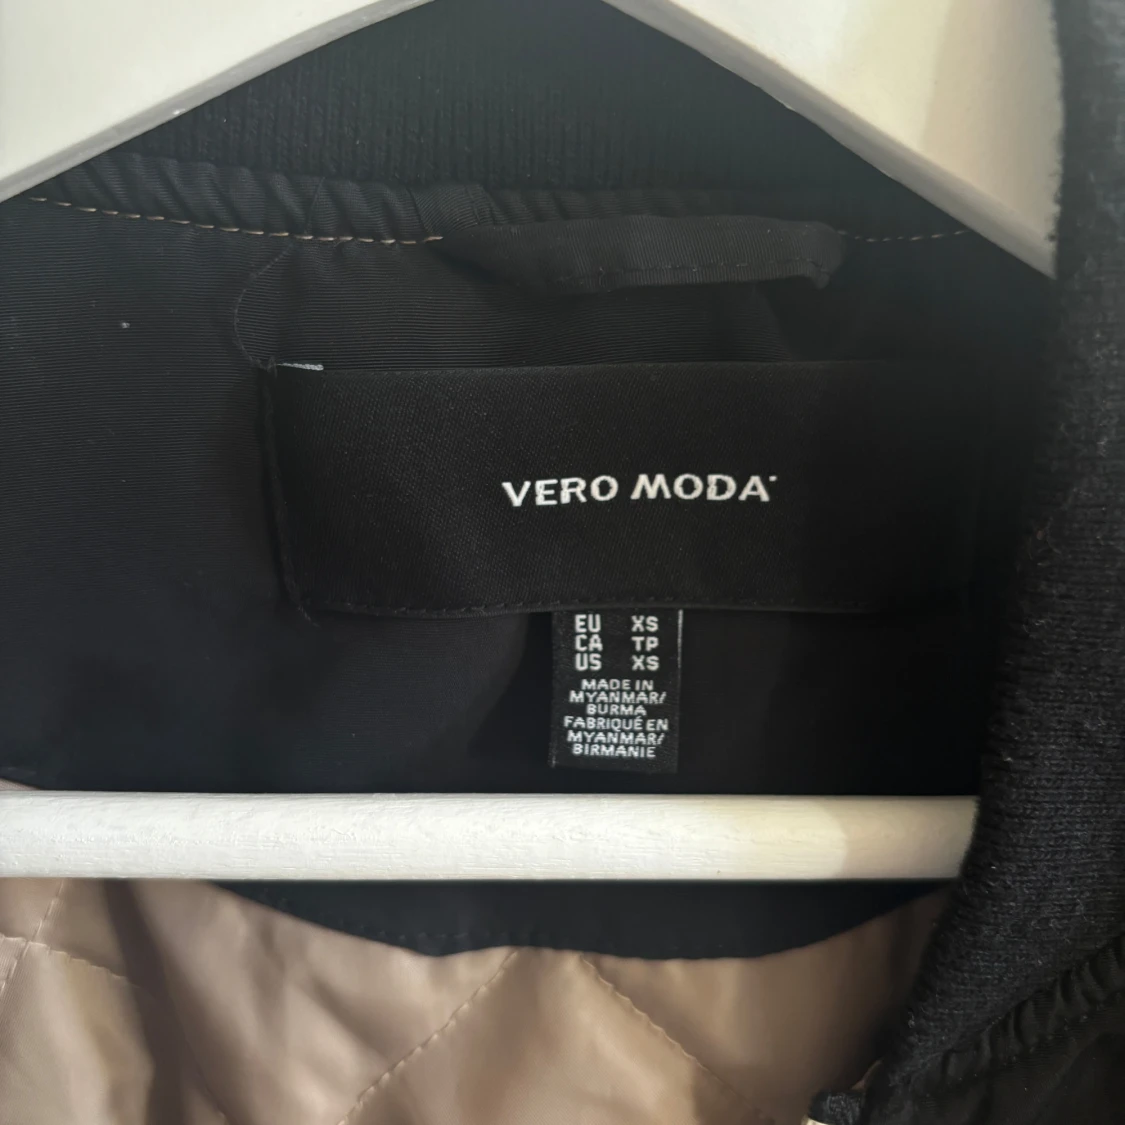 VERO MODA
EU XS
CA TP
US XS
MADE IN
MYANMAR/
BURMA
FABRIQUÉ EN
MYANMAR/
BIRMANIE